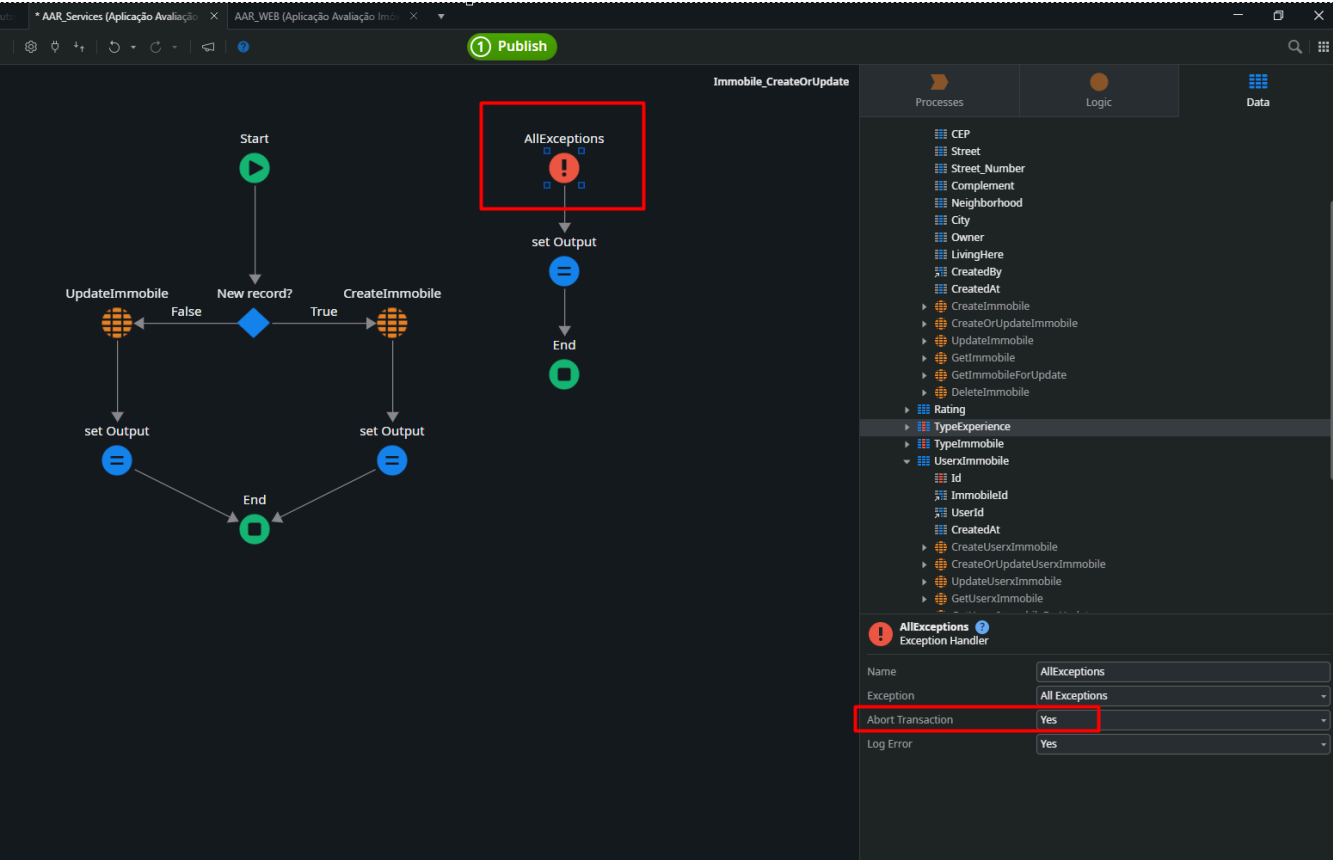 uts
* AAR_Services (Aplicação Avaliação
AAR_WEB (Aplicação Avaliação Imó
1 Publish
Immobile_CreateOrUpdate
Start
UpdateImmobile
New record?
CreateImmobile
False
True
set Output
set Output
End
AllExceptions
set Output
End
Processes
Logic
Data
CEP
Street
Street_Number
Complement
Neighborhood
City
Owner
LivingHere
CreatedBy
CreatedAt
CreateImmobile
CreateOrUpdateImmobile
UpdateImmobile
GetImmobile
GetImmobileForUpdate
DeleteImmobile
Rating
TypeExperience
TypeImmobile
UserxImmobile
Id
ImmobileId
UserId
CreatedAt
CreateUserxImmobile
CreateOrUpdateUserxImmobile
UpdateUserxImmobile
GetUserxImmobile
AllExceptions ?
Exception Handler
Name AllExceptions
Exception All Exceptions
Abort Transaction Yes
Log Error Yes